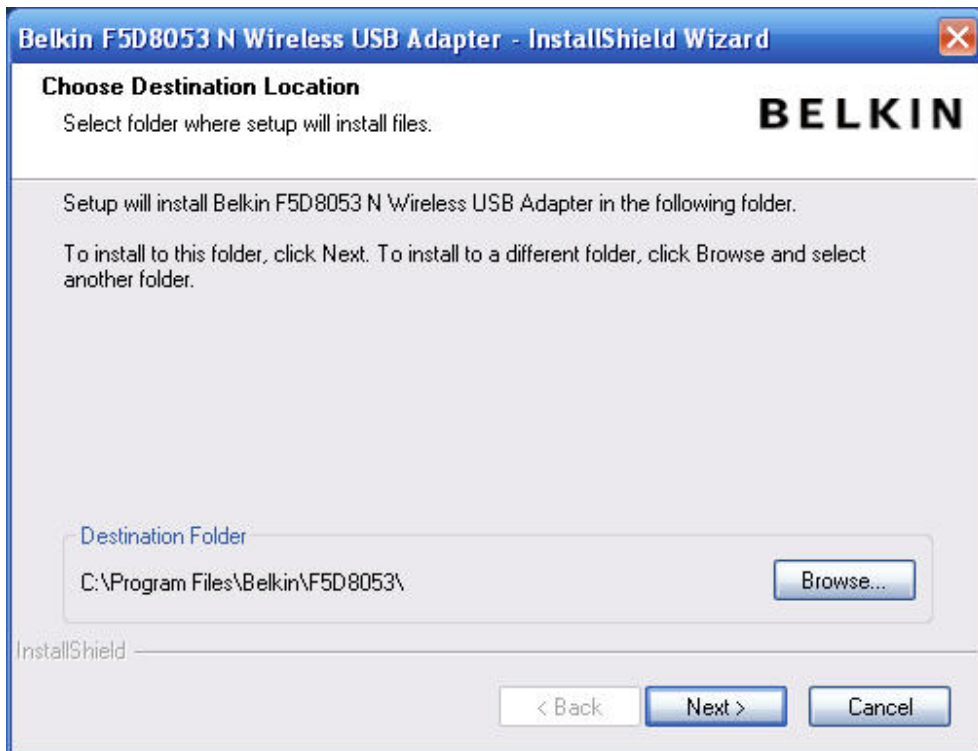 Belkin F5D8053 N Wireless USB Adapter - InstallShield Wizard
Choose Destination Location
Select folder where setup will install files.
BELKIN
Setup will install Belkin F5D8053 N Wireless USB Adapter in the following folder.
To install to this folder, click Next. To install to a different folder, click Browse and select
another folder.
Destination Folder
C:\Program Files\Belkin\F5D8053\
Browse...
InstallShield
< Back
Next >
Cancel